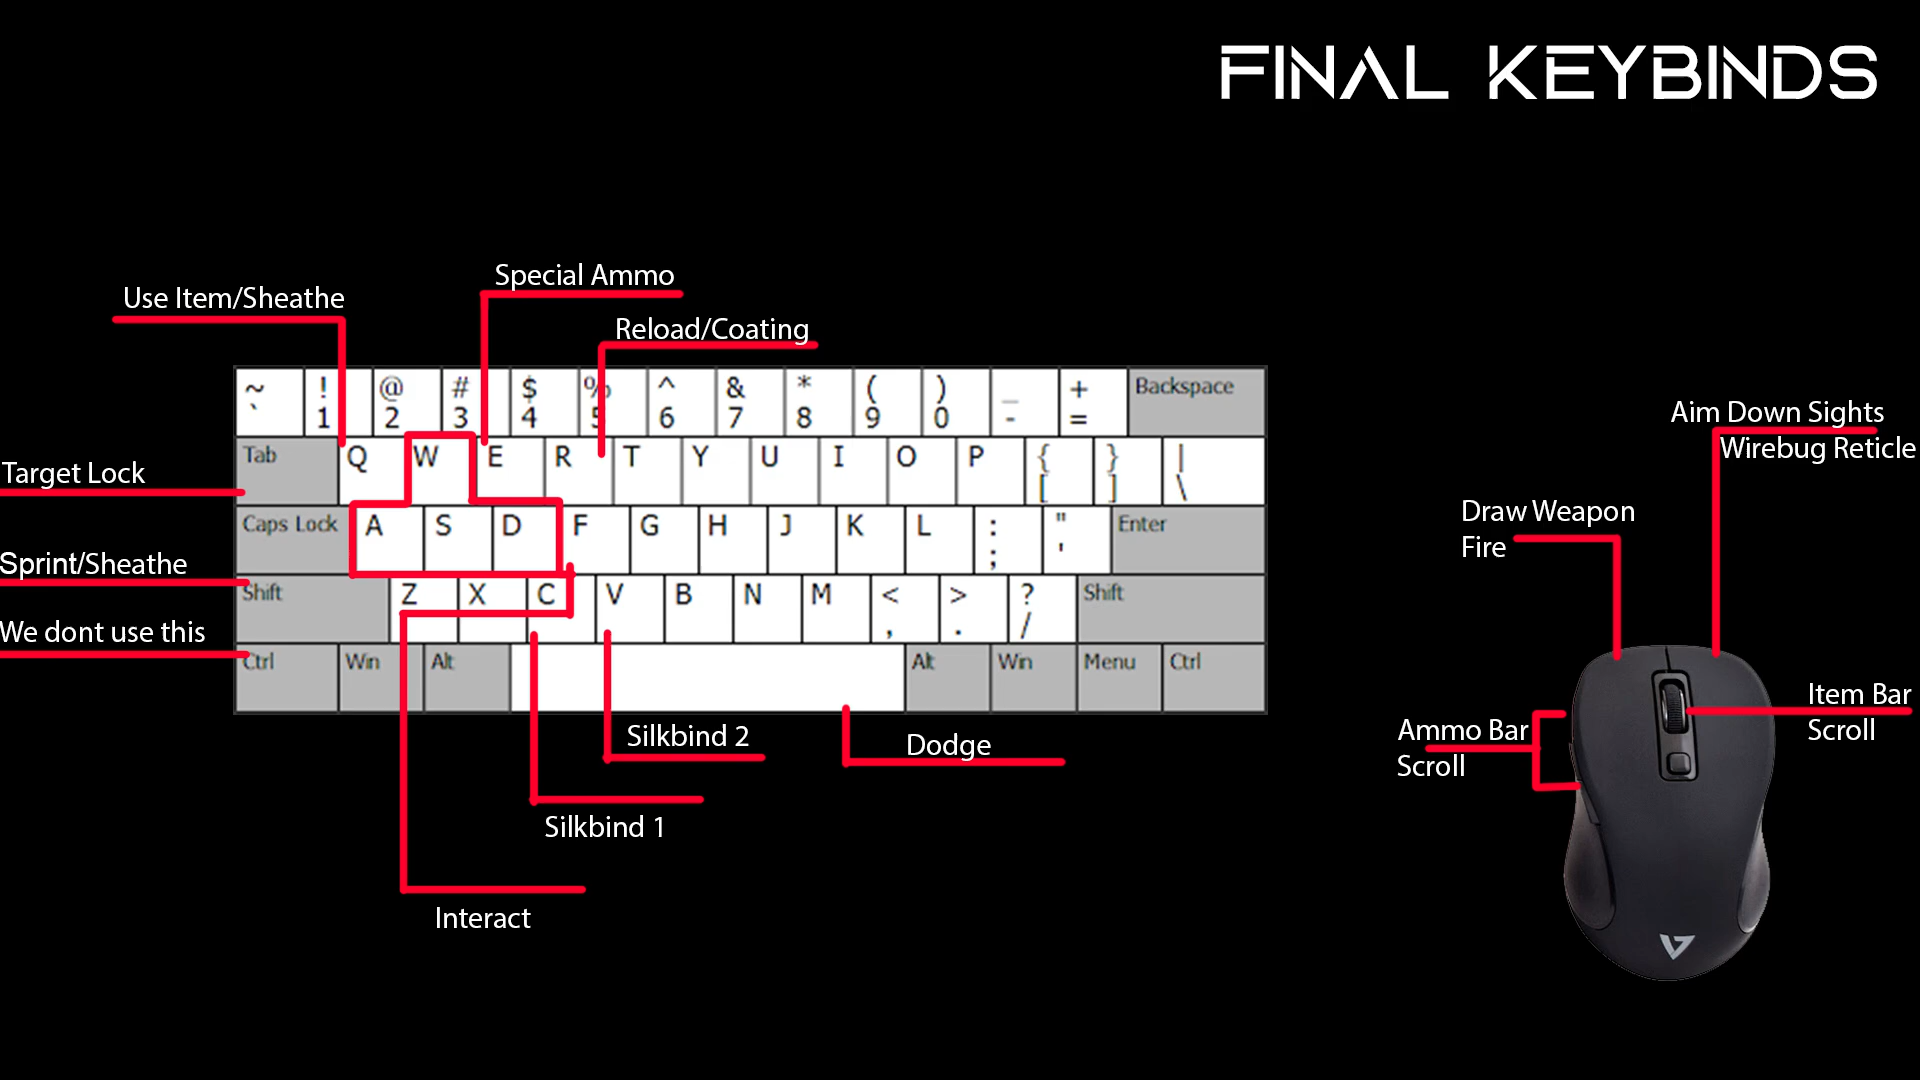 FINAL KEYBINDS
Special Ammo
Use Item/Sheathe
Reload/Coating
~ ! @ # $ % ^ & * ( ) _ + Backspace
` 1 2 3 4 5 6 7 8 9 0 - =
Tab Q W E R T Y U I O P { } |
[ ] \
Target Lock
Caps Lock A S D F G H J K L : " Enter
; '
Sprint/Sheathe
Shift Z X C V B N M < > ? Shift
, . /
We dont use this
Ctrl Win Alt Alt Win Menu Ctrl
Silkbind 2
Dodge
Silkbind 1
Interact
Aim Down Sights
Wirebug Reticle
Draw Weapon
Fire
Item Bar
Scroll
Ammo Bar
Scroll